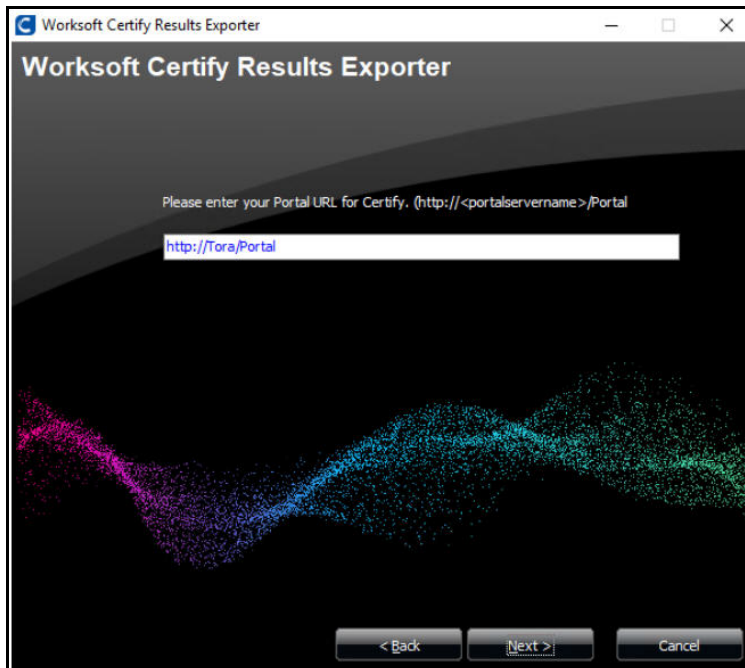 Worksoft Certify Results Exporter
Worksoft Certify Results Exporter
Please enter your Portal URL for Certify. (http://<portalservername>/Portal
http://Tora/Portal
< Back Next > Cancel